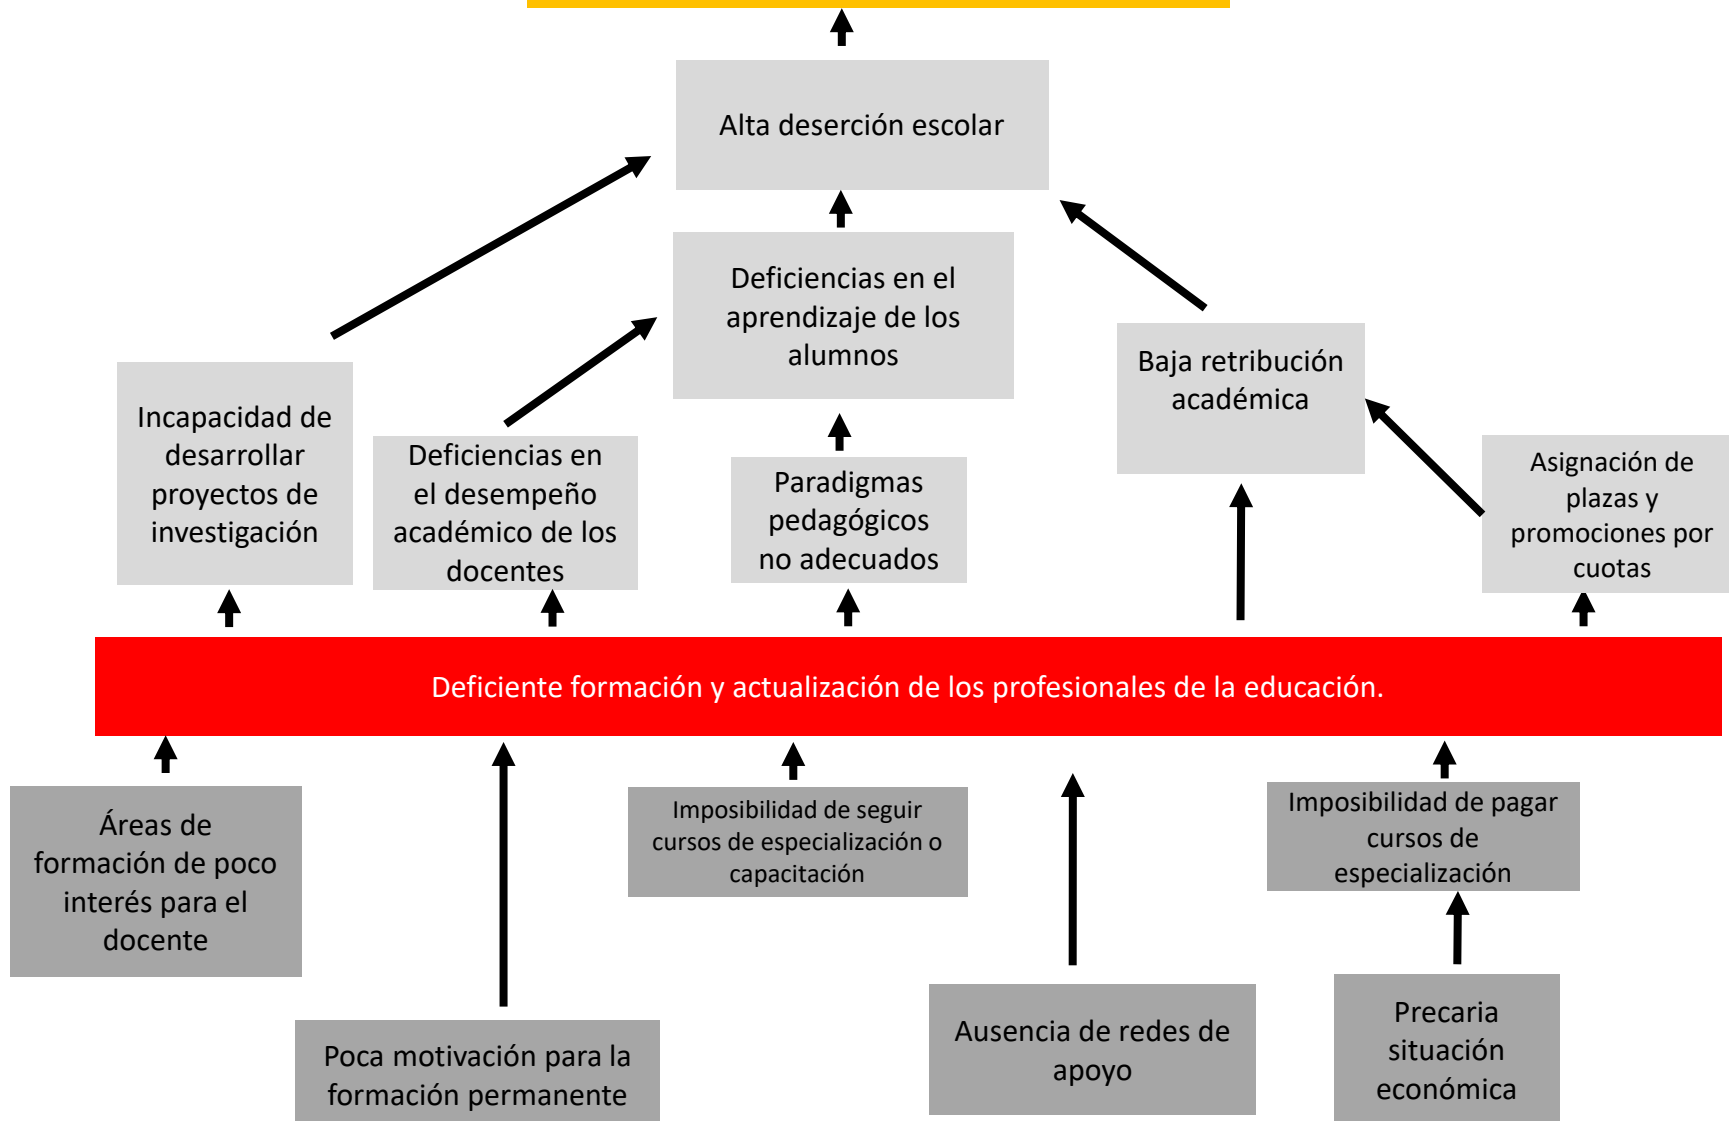 Alta deserción escolar
Deficiencias en el
aprendizaje de los
alumnos
Baja retribución
académica
Incapacidad de
desarrollar
proyectos de
investigación
Deficiencias en
el desempeño
académico de los
docentes
Paradigmas
pedagógicos
no adecuados
Asignación de
plazas y
promociones por
cuotas
Deficiente formación y actualización de los profesionales de la educación.
Áreas de
formación de poco
interés para el
docente
Poca motivación para la
formación permanente
Imposibilidad de seguir
cursos de especialización o
capacitación
Ausencia de redes de
apoyo
Imposibilidad de pagar
cursos de
especialización
Precaria
situación
económica